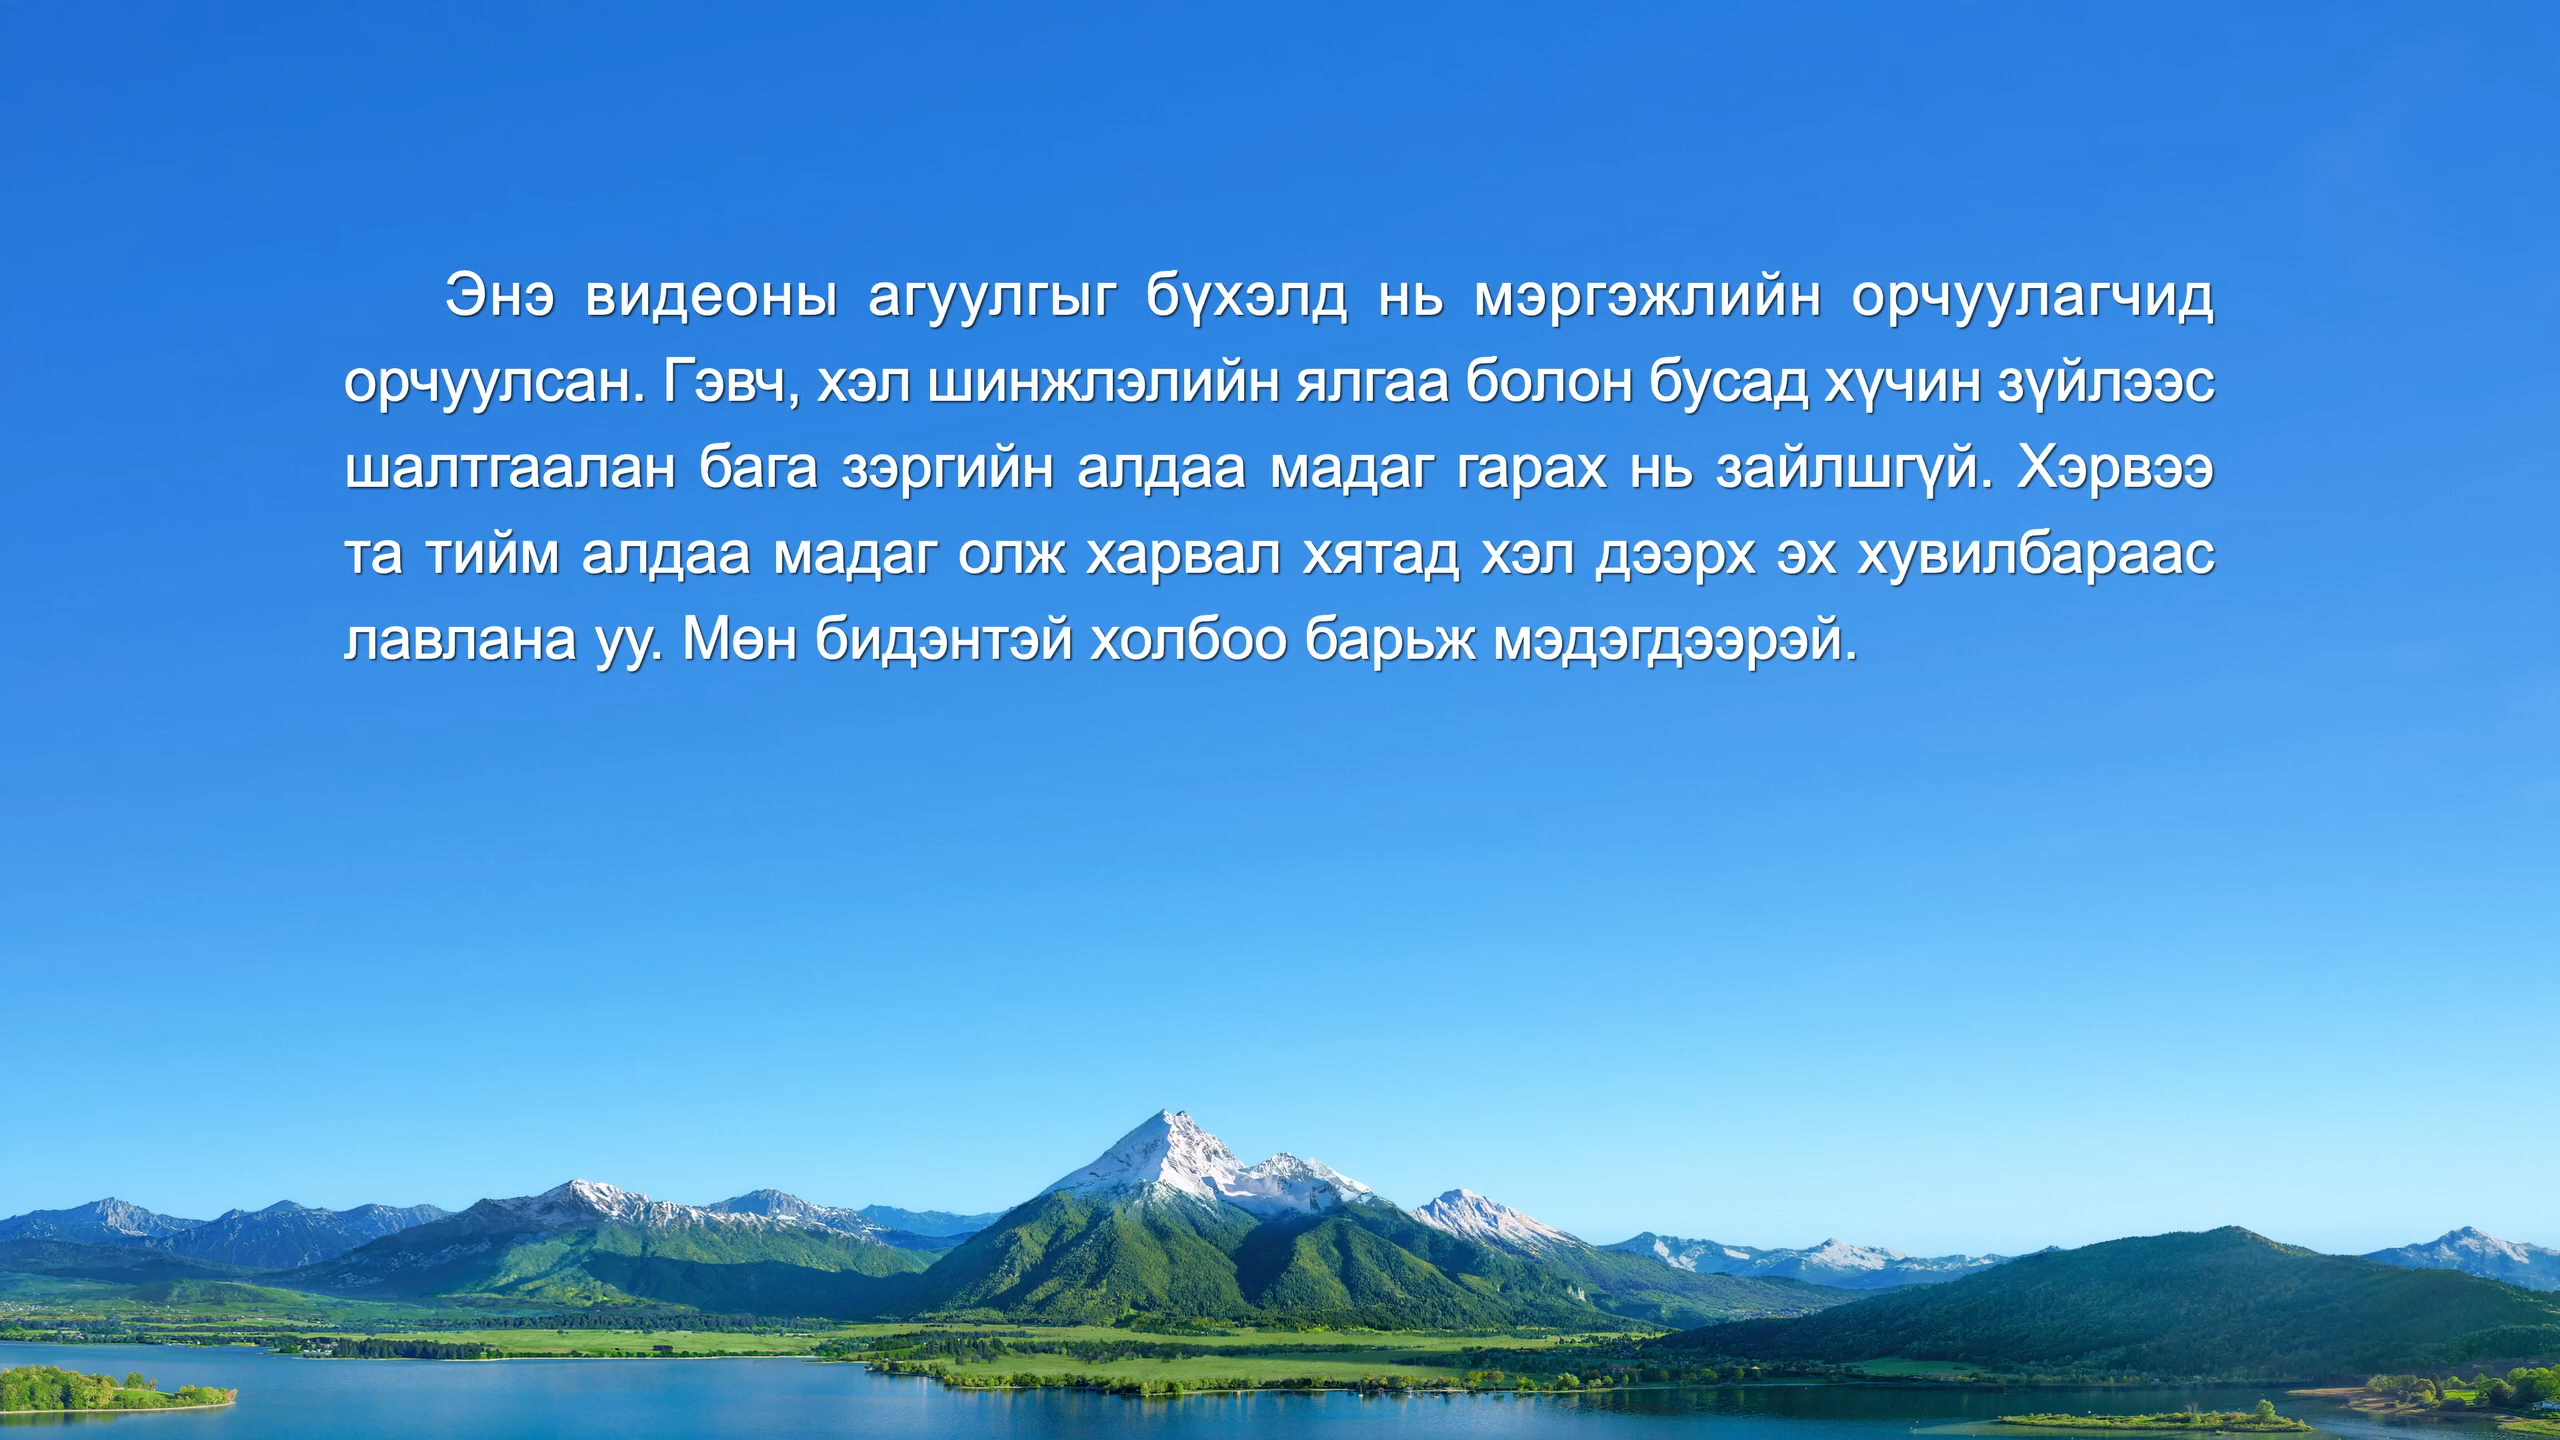 Энэ видеоны агуулгыг бүхэлд нь мэргэжлийн орчуулагчид
орчуулсан. Гэвч, хэл шинжлэлийн ялгаа болон бусад хүчин зүйлээс
шалтгаалан бага зэргийн алдаа мадаг гарах нь зайлшгүй. Хэрвээ
та тийм алдаа мадаг олж харвал хятад хэл дээрх эх хувилбараас
лавлана уу. Мөн бидэнтэй холбоо барьж мэдэгдээрэй.